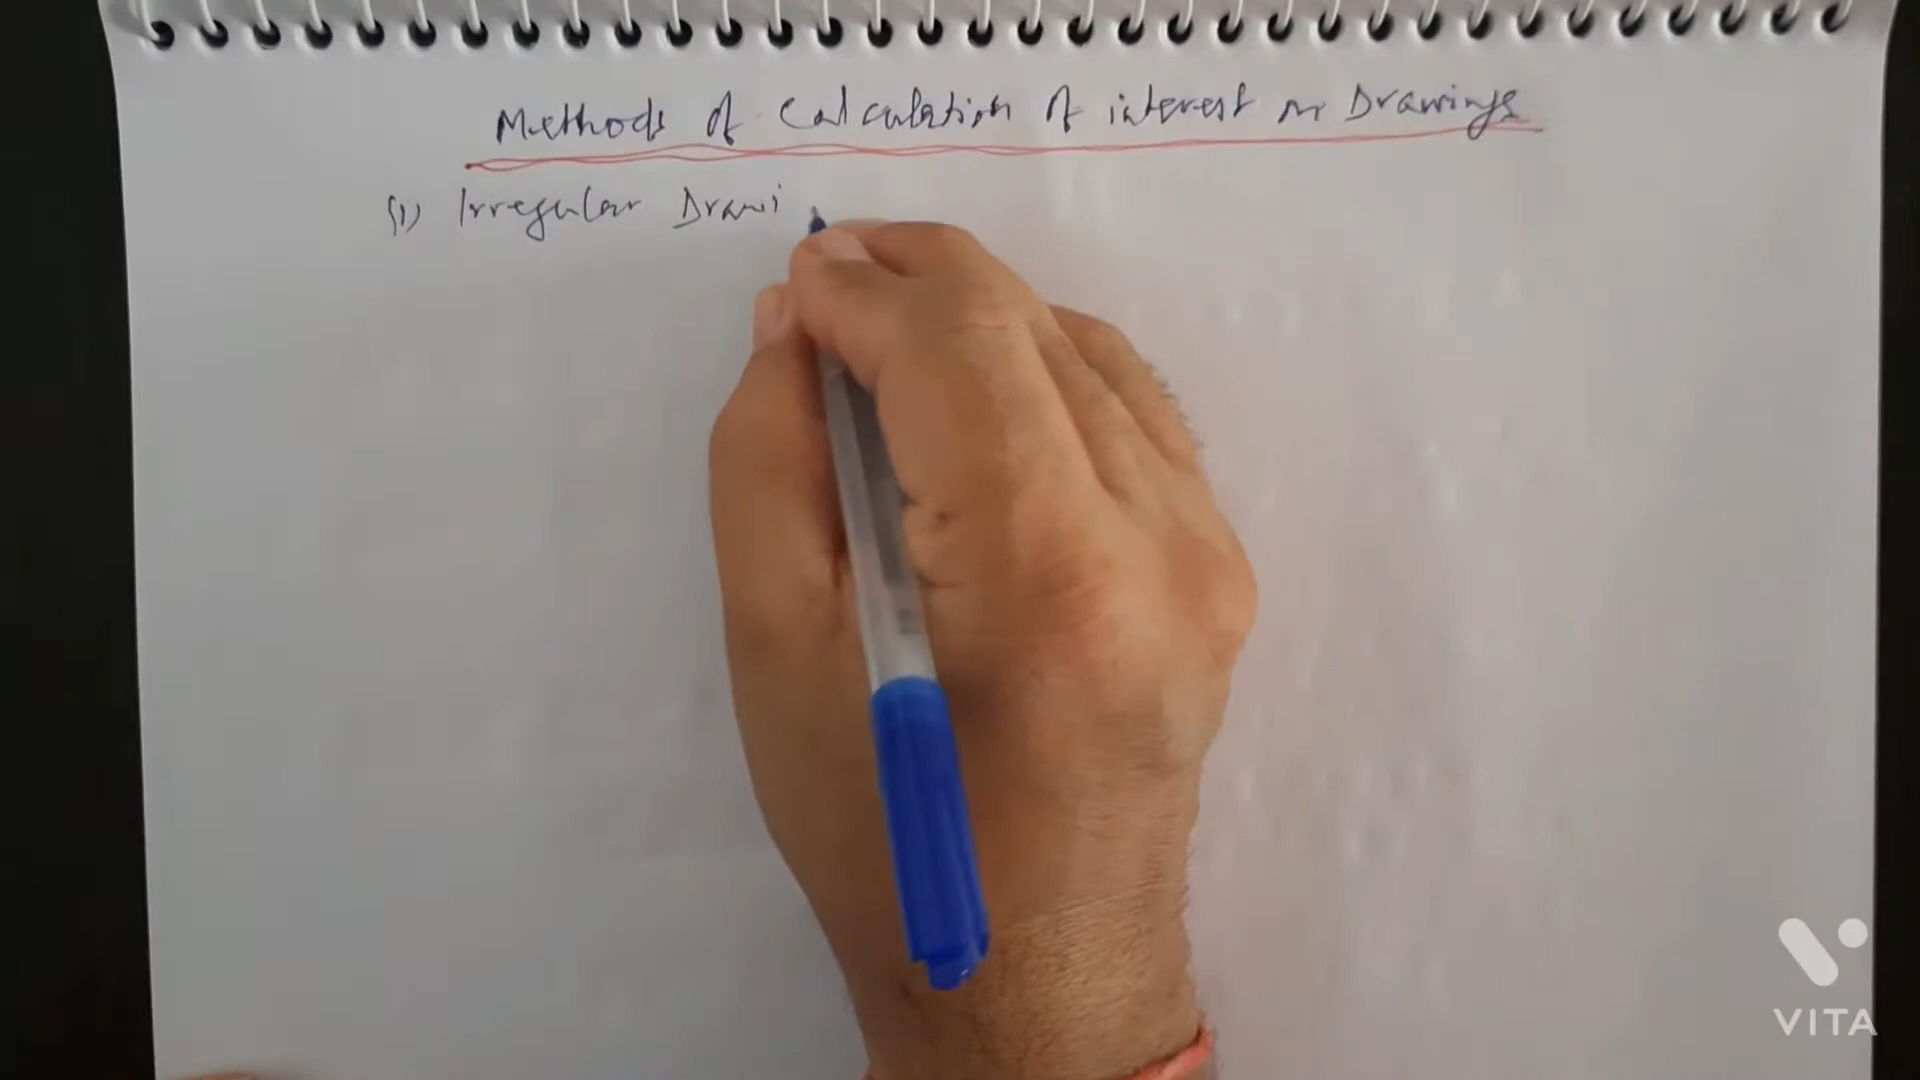 Methods of Calculation of interest on Drawings
(1) Irregular Drawi
VITA